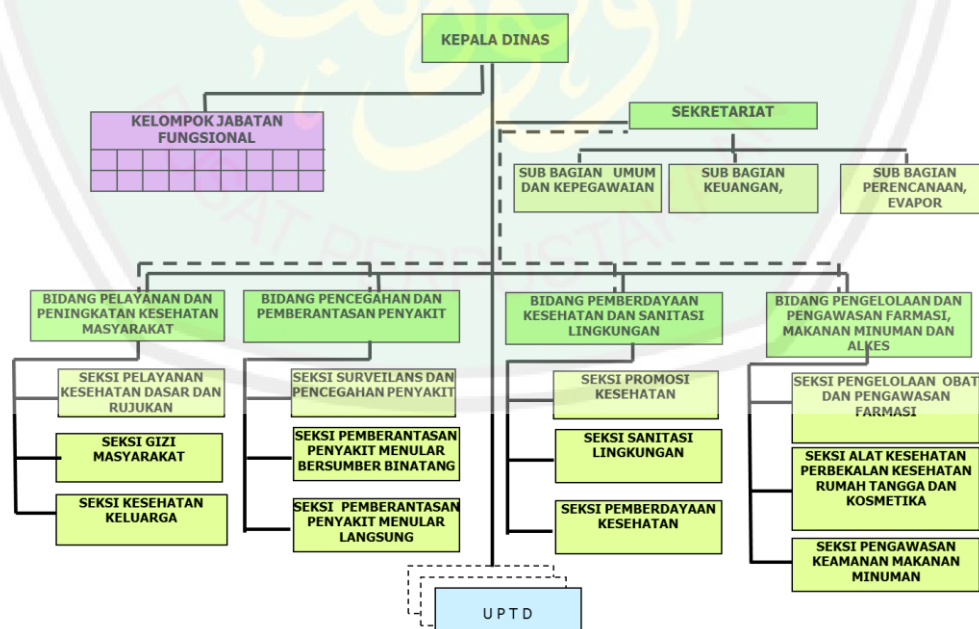 KEPALA DINAS
KELOMPOK JABATAN
FUNGSIONAL
SEKRETARIAT
SUB BAGIAN UMUM
DAN KEPEGAWAIAN
SUB BAGIAN
KEUANGAN,
SUB BAGIAN
PERENCANAAN,
EVAPOR
BIDANG PELAYANAN DAN
PENINGKATAN KESEHATAN
MASYARAKAT
BIDANG PENCEGAHAN DAN
PEMBERANTASAN PENYAKIT
BIDANG PEMBERDAYAAN
KESEHATAN DAN SANITASI
LINGKUNGAN
BIDANG PENGELOLAAN DAN
PENGAWASAN FARMASI,
MAKANAN MINUMAN DAN
ALKES
SEKSI PELAYANAN
KESEHATAN DASAR DAN
RUJUKAN
SEKSI GIZI
MASYARAKAT
SEKSI KESEHATAN
KELUARGA
SEKSI SURVEILANS DAN
PENCEGAHAN PENYAKIT
SEKSI PEMBERANTASAN
PENYAKIT MENULAR
BERSUMBER BINATANG
SEKSI PEMBERANTASAN
PENYAKIT MENULAR
LANGSUNG
SEKSI PROMOSI
KESEHATAN
SEKSI SANITASI
LINGKUNGAN
SEKSI PEMBERDAYAAN
KESEHATAN
SEKSI PENGELOLAAN OBAT
DAN PENGAWASAN
FARMASI
SEKSI ALAT KESEHATAN
PERBEKALAN KESEHATAN
RUMAH TANGGA DAN
KOSMETIKA
SEKSI PENGAWASAN
KEAMANAN MAKANAN
MINUMAN
UPTD
PUSAT PERPUSTAKAAN